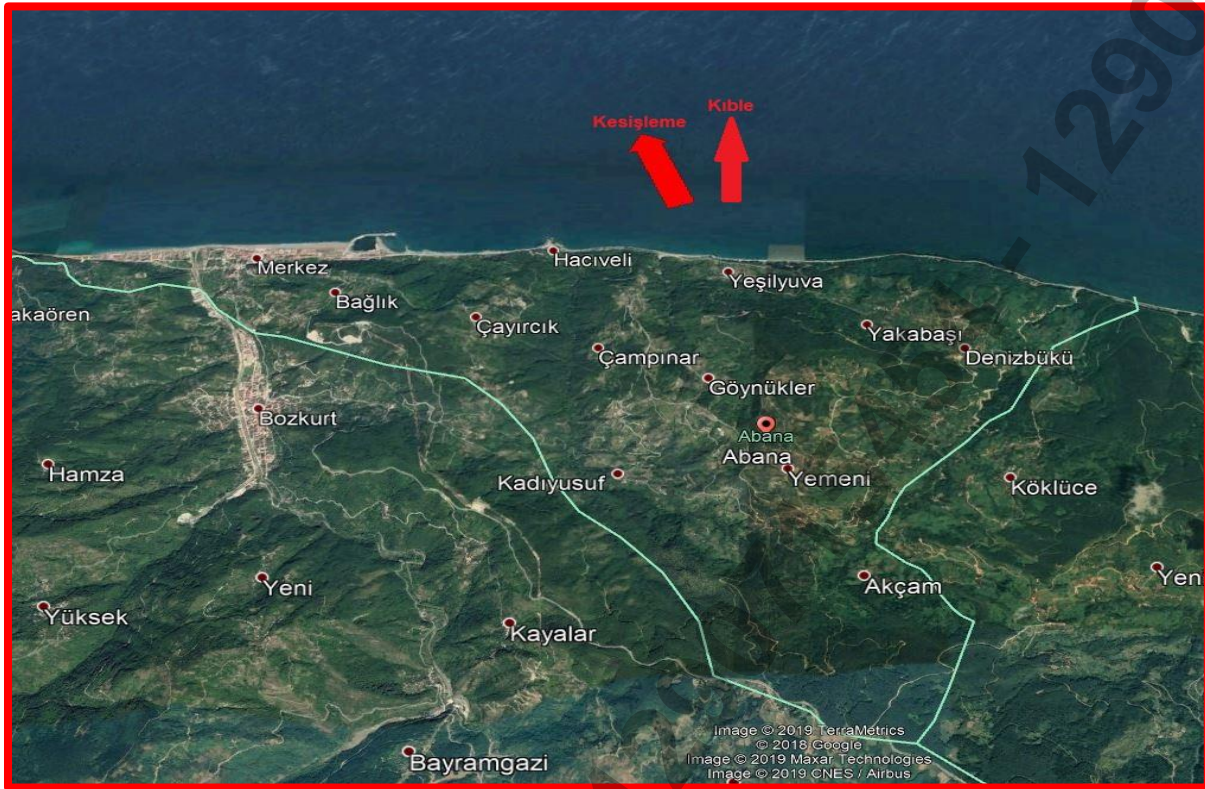 Kıble
Kesişleme
Hacıveli
Merkez
Yeşilyuva
Bağlık
akaören
Çayırcık
Yakabaşı
Çampınar
Denizbükü
Göynükler
Bozkurt
Abana
Abana
Hamza
Kadıyusuf
Yemeni
Köklüce
Yeni
Akçam
Yen
Yüksek
Kayalar
Bayramgazi
Image © 2019 TerraMetrics
© 2018 Google
Image © 2019 Maxar Technologies
Image © 2019 CNES / Airbus
1290